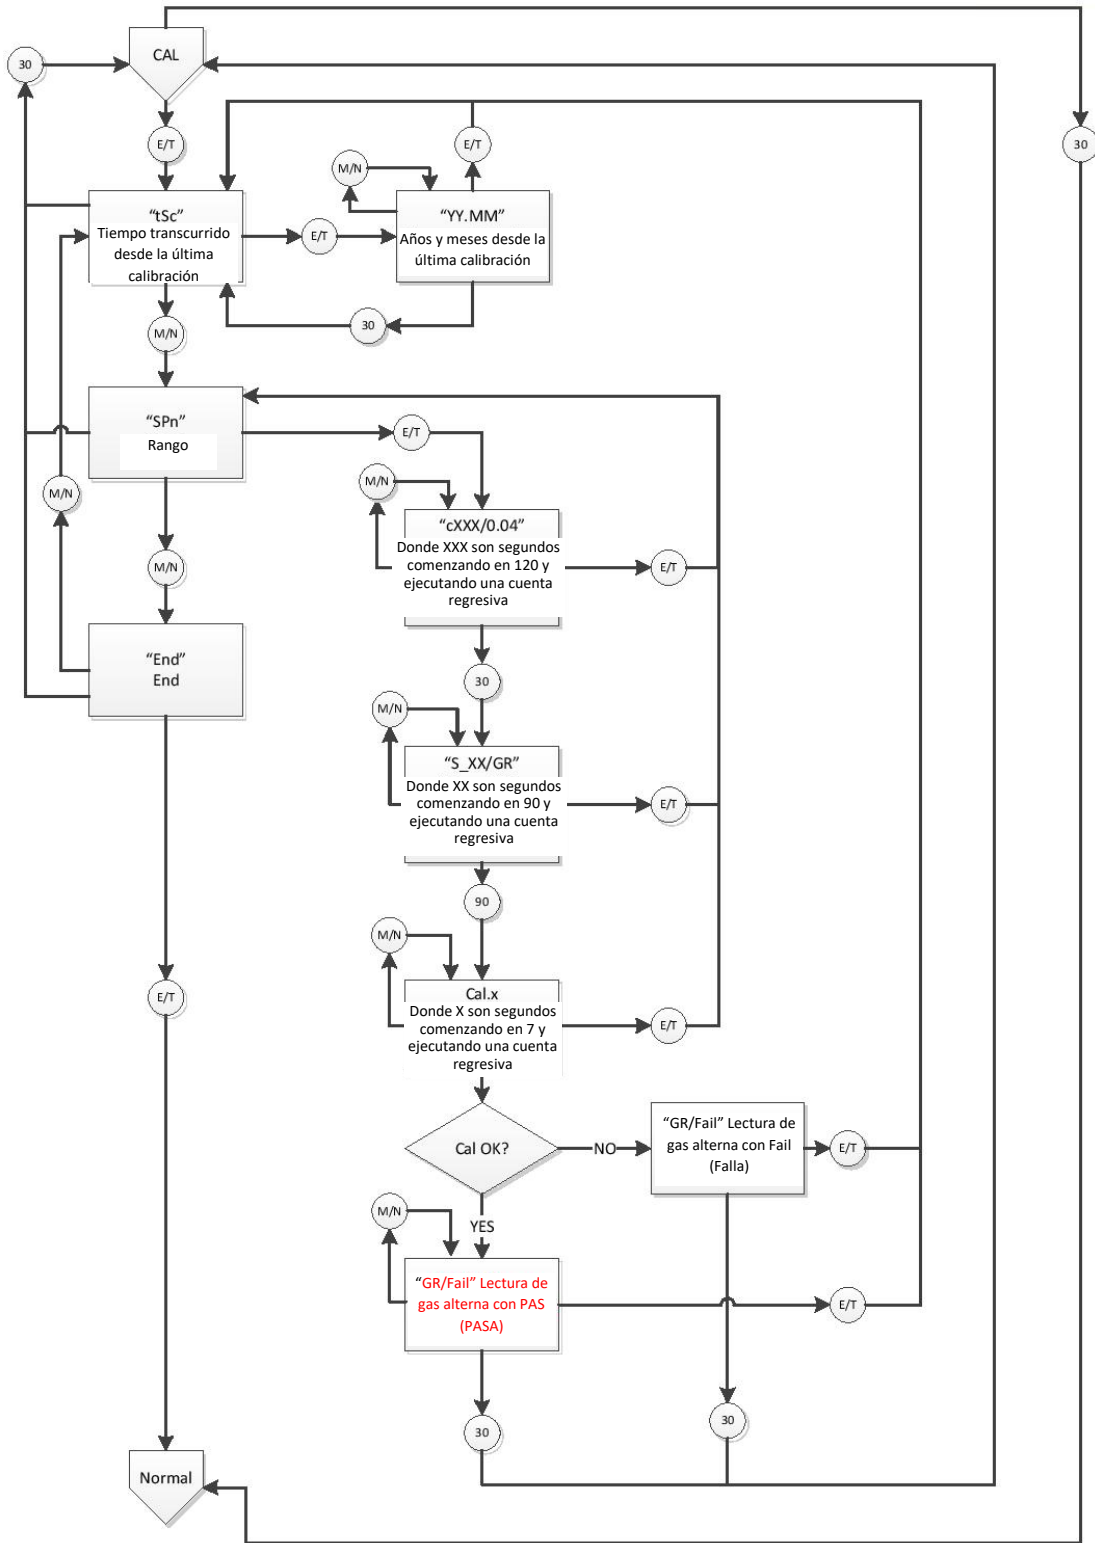 CAL
30
E/T
30
E/T
M/N
"tSc"
Tiempo transcurrido
desde la última
calibración
E/T
"YY.MM"
Años y meses desde la
última calibración
30
M/N
"SPn"
Rango
E/T
M/N
M/N
"cXXX/0.04"
Donde XXX son segundos
comenzando en 120 y
ejecutando una cuenta
regresiva
E/T
M/N
"End"
End
30
M/N
"S_XX/GR"
Donde XX son segundos
comenzando en 90 y
ejecutando una cuenta
regresiva
E/T
90
M/N
E/T
Cal.x
Donde X son segundos
comenzando en 7 y
ejecutando una cuenta
regresiva
E/T
Cal OK?
NO
"GR/Fail" Lectura de
gas alterna con Fail
(Falla)
E/T
YES
M/N
"GR/Fail" Lectura de
gas alterna con PAS
(PASA)
E/T
30
30
Normal